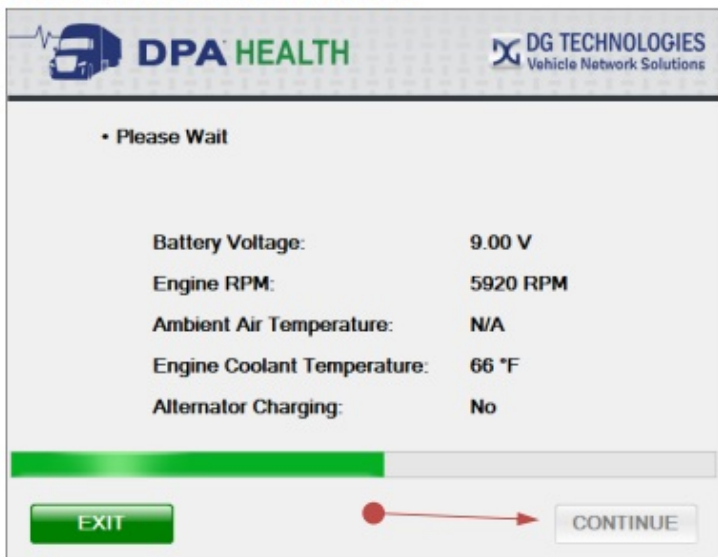 DPA HEALTH
DG TECHNOLOGIES
Vehicle Network Solutions
• Please Wait
Battery Voltage: 9.00 V
Engine RPM: 5920 RPM
Ambient Air Temperature: N/A
Engine Coolant Temperature: 66 °F
Alternator Charging: No
EXIT CONTINUE